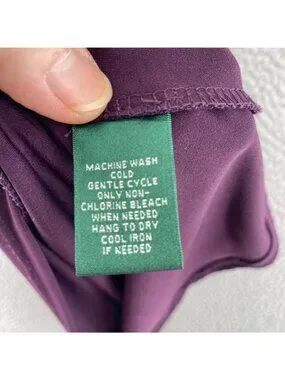 MACHINE WASH
COLD
GENTLE CYCLE
ONLY NON-
CHLORINE BLEACH
WHEN NEEDED
HANG TO DRY
COOL IRON
IF NEEDED